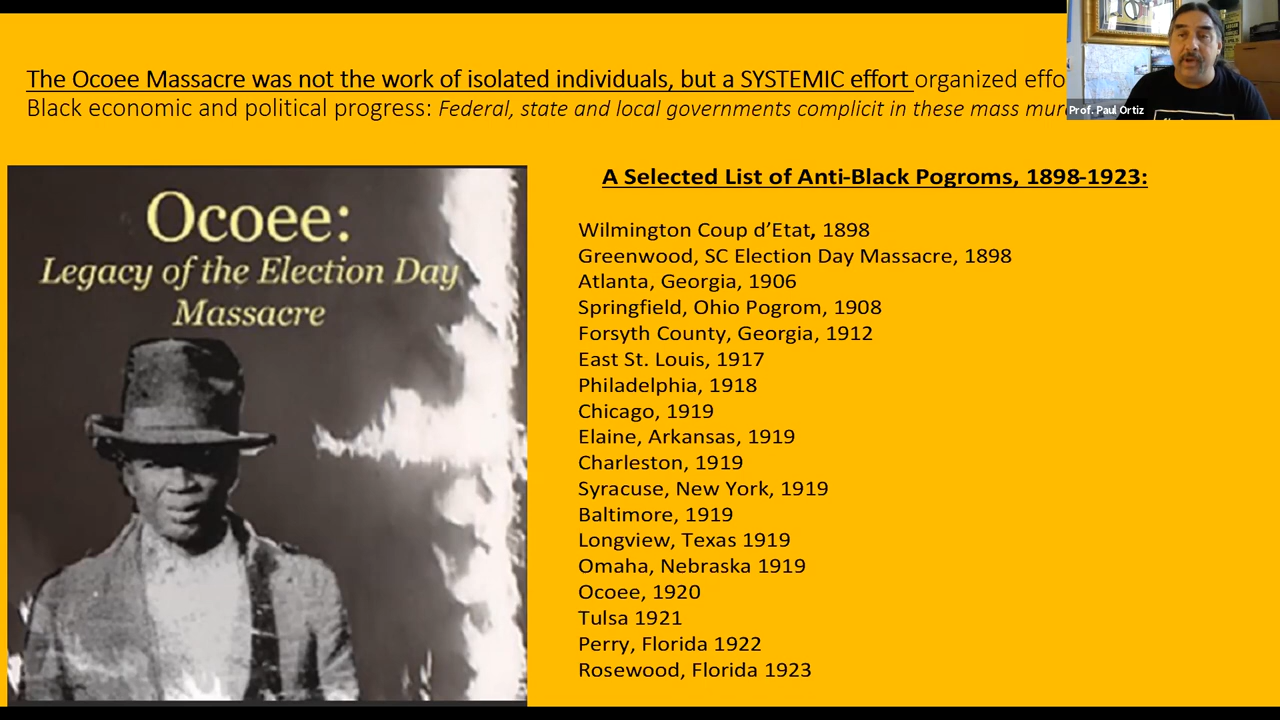 The Ocoee Massacre was not the work of isolated individuals, but a SYSTEMIC effort organized effo
Black economic and political progress: Federal, state and local governments complicit in these mass mur
Prof. Paul Ortiz
Ocoee:
Legacy of the Election Day
Massacre
A Selected List of Anti-Black Pogroms, 1898-1923:
Wilmington Coup d’Etat, 1898
Greenwood, SC Election Day Massacre, 1898
Atlanta, Georgia, 1906
Springfield, Ohio Pogrom, 1908
Forsyth County, Georgia, 1912
East St. Louis, 1917
Philadelphia, 1918
Chicago, 1919
Elaine, Arkansas, 1919
Charleston, 1919
Syracuse, New York, 1919
Baltimore, 1919
Longview, Texas 1919
Omaha, Nebraska 1919
Ocoee, 1920
Tulsa 1921
Perry, Florida 1922
Rosewood, Florida 1923